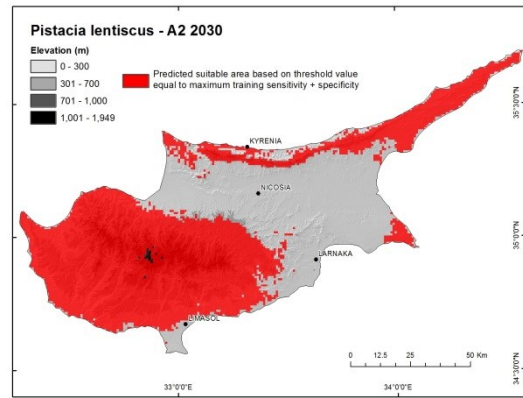 Pistacia lentiscus - A2 2030
Elevation (m)
0 - 300
301 - 700
701 - 1,000
1,001 - 1,949
Predicted suitable area based on threshold value
equal to maximum training sensitivity + specificity
KYRENIA
NICOSIA
LARNAKA
LIMASOL
35°30'0"N
35°0'0"N
34°30'0"N
0 12.5 25 50 Km
33°0'0"E
34°0'0"E